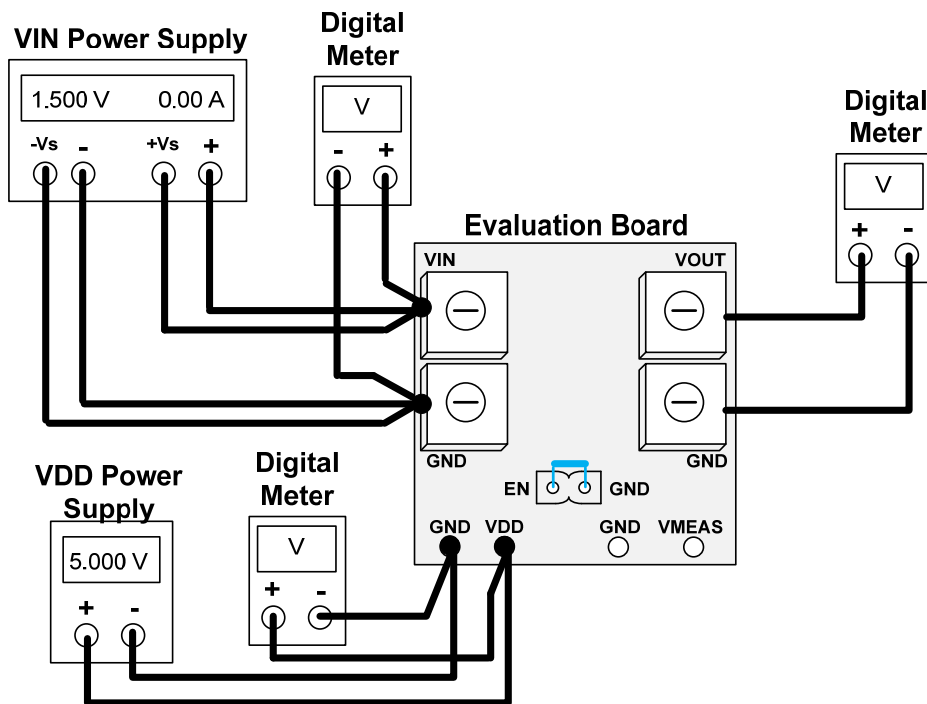 VIN Power Supply
1.500 V 0.00 A
-Vs - +Vs +
Digital
Meter
V
- +
Digital
Meter
V
+ -
Evaluation Board
VIN
VOUT
GND
GND
EN
GND
GND
VDD
GND
VMEAS
VDD Power
Supply
5.000 V
+ -
Digital
Meter
V
+ -